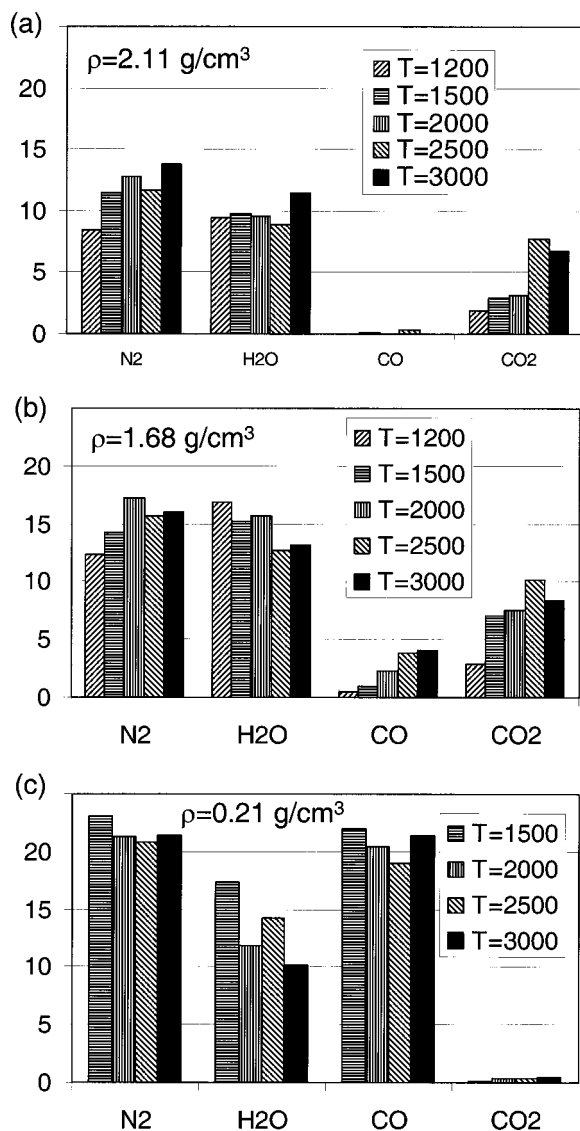 (a)
ρ=2.11 g/cm³
T=1200
T=1500
T=2000
T=2500
T=3000
20
15
10
5
0
N2 H2O CO CO2
(b)
ρ=1.68 g/cm³
T=1200
T=1500
T=2000
T=2500
T=3000
20
15
10
5
0
N2 H2O CO CO2
(c)
ρ=0.21 g/cm³
T=1500
T=2000
T=2500
T=3000
20
15
10
5
0
N2 H2O CO CO2